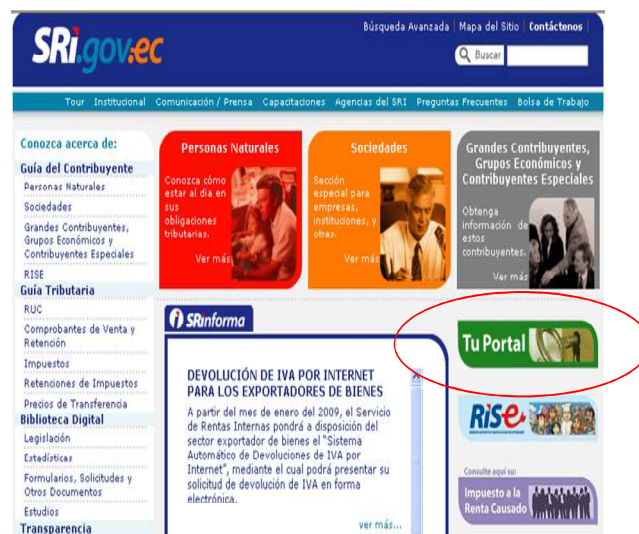 Búsqueda Avanzada | Mapa del Sitio | Contáctenos
SRi.gov.ec
Buscar
Tour Institucional Comunicación / Prensa Capacitaciones Agencias del SRI Preguntas Frecuentes Bolsa de Trabajo
Conozca acerca de:
Guía del Contribuyente
Personas Naturales
Sociedades
Grandes Contribuyentes,
Grupos Económicos y
Contribuyentes Especiales
RISE
Guía Tributaria
RUC
Comprobantes de Venta y
Retención
Impuestos
Retenciones de Impuestos
Precios de Transferencia
Biblioteca Digital
Legislación
Estadísticas
Formularios, Solicitudes y
Otros Documentos
Estudios
Transparencia
Personas Naturales
Conozca cómo
estar al día en
sus
obligaciones
tributarias.
Ver más
Sociedades
Sección
especial para
empresas,
instituciones, y
otras.
Ver más
Grandes Contribuyentes,
Grupos Económicos y
Contribuyentes Especiales
Obtenga
información de
estos
contribuyentes.
Ver más
i SRinforma
DEVOLUCIÓN DE IVA POR INTERNET
PARA LOS EXPORTADORES DE BIENES
A partir del mes de enero del 2009, el Servicio
de Rentas Internas pondrá a disposición del
sector exportador de bienes el "Sistema
Automático de Devoluciones de IVA por
Internet", mediante el cual podrá presentar su
solicitud de devolución de IVA en forma
electrónica.
ver más...
Tu Portal
RiSe
Consulte aquí su:
Impuesto a la
Renta Causado